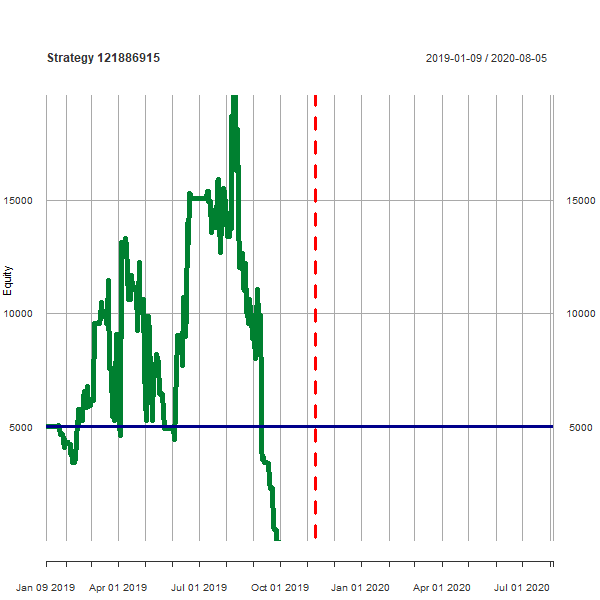 Strategy 121886915
2019-01-09 / 2020-08-05
15000
15000
10000
10000
5000
5000
Equity
Jan 09 2019
Apr 01 2019
Jul 01 2019
Oct 01 2019
Jan 01 2020
Apr 01 2020
Jul 01 2020